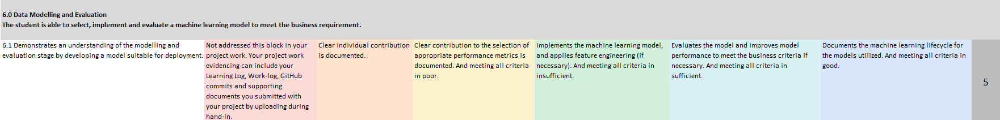 6.0 Data Modelling and Evaluation
The student is able to select, implement and evaluate a machine learning model to meet the business requirement.
6.1 Demonstrates an understanding of the modelling and
evaluation stage by developing a model suitable for deployment.
Not addressed this block in your
project work. Your project work
evidencing can include your
Learning Log, Work-log, GitHub
commits and supporting
documents you submitted with
your project by uploading during
hand-in.
Clear Individual contribution
is documented.
Clear contribution to the selection of
appropriate performance metrics is
documented. And meeting all criteria
in poor.
Implements the machine learning model,
and applies feature engineering (if
necessary). And meeting all criteria in
insufficient.
Evaluates the model and improves model
performance to meet the business criteria if
necessary. And meeting all criteria in
sufficient.
Documents the machine learning lifecycle for
the models utilized. And meeting all criteria in
good.
5